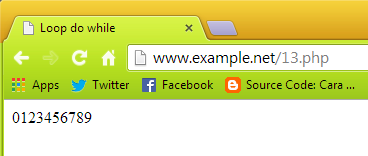 Loop do while
www.example.net/13.php
Apps Twitter Facebook Source Code: Cara ...
0123456789